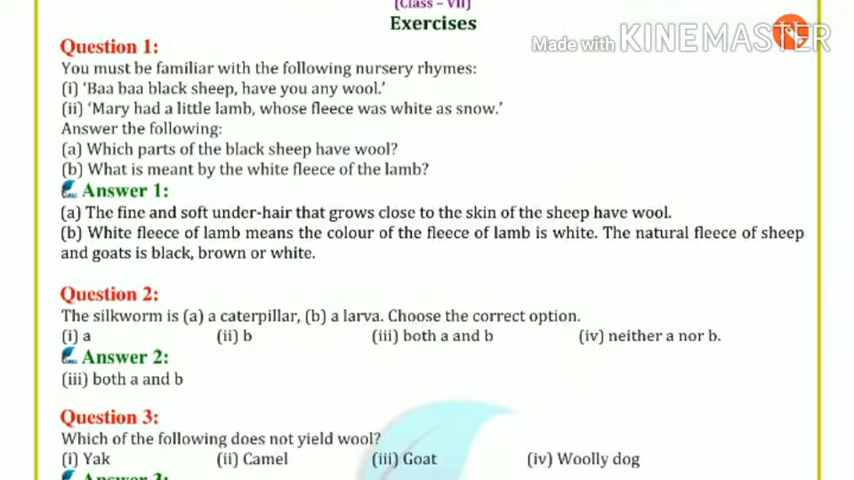 (Class – VII)
Exercises
Made with KINEMASTER
Question 1:
You must be familiar with the following nursery rhymes:
(i) ‘Baa baa black sheep, have you any wool.’
(ii) ‘Mary had a little lamb, whose fleece was white as snow.’
Answer the following:
(a) Which parts of the black sheep have wool?
(b) What is meant by the white fleece of the lamb?
Answer 1:
(a) The fine and soft under-hair that grows close to the skin of the sheep have wool.
(b) White fleece of lamb means the colour of the fleece of lamb is white. The natural fleece of sheep
and goats is black, brown or white.
Question 2:
The silkworm is (a) a caterpillar, (b) a larva. Choose the correct option.
(i) a (ii) b (iii) both a and b (iv) neither a nor b.
Answer 2:
(iii) both a and b
Question 3:
Which of the following does not yield wool?
(i) Yak (ii) Camel (iii) Goat (iv) Woolly dog
Answer 3: